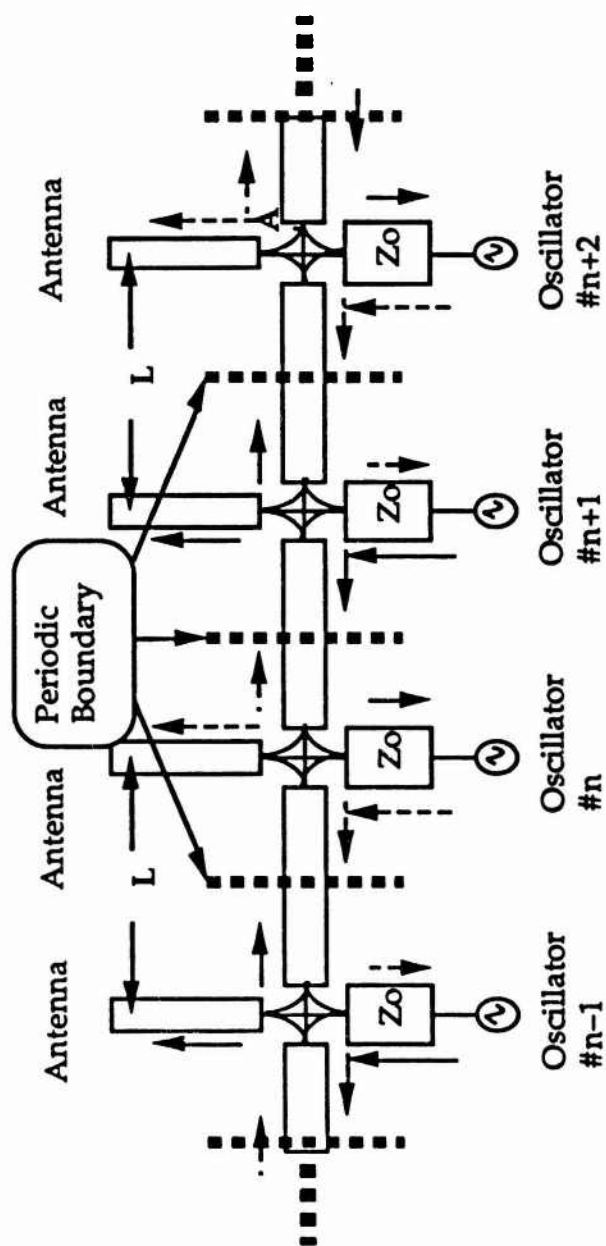 Periodic
Boundary
Antenna
Antenna
Antenna
Antenna
L
L
A
Zo
Zo
Zo
Zo
Oscillator
#n-1
Oscillator
#n
Oscillator
#n+1
Oscillator
#n+2